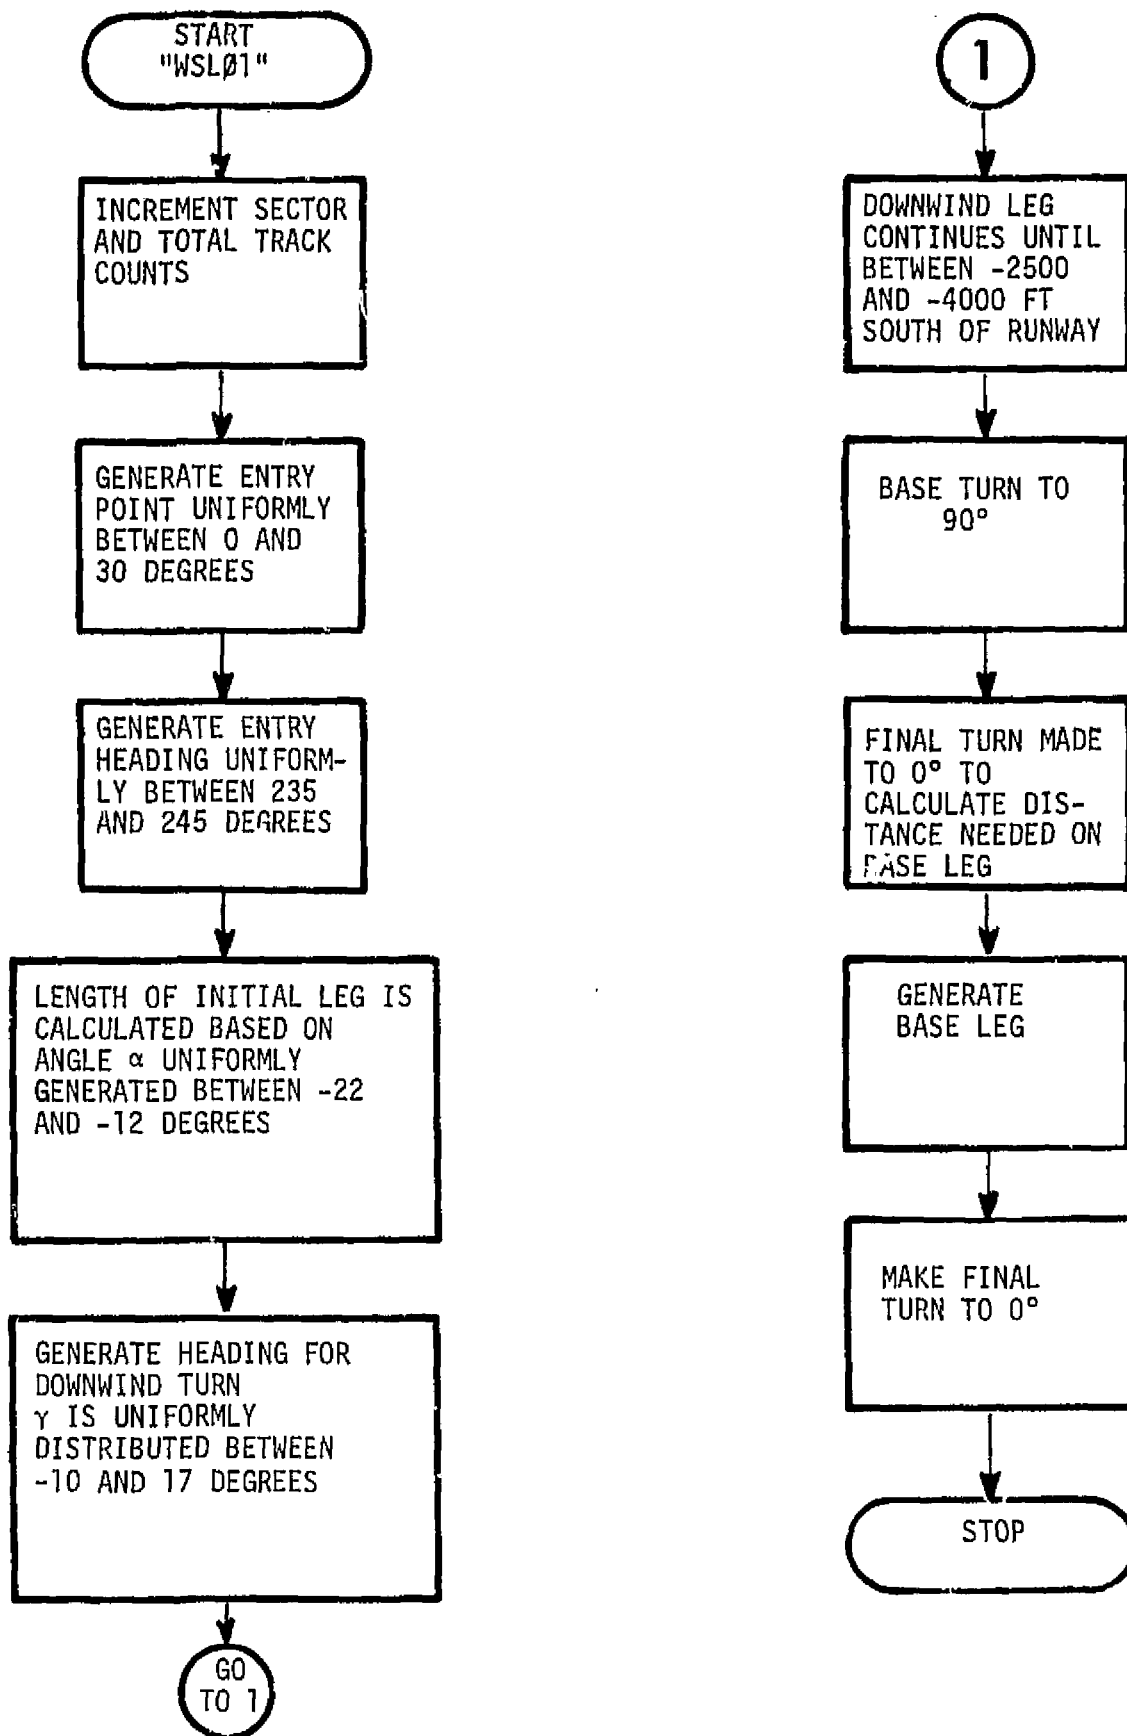 START
"WSLØ1"
INCREMENT SECTOR
AND TOTAL TRACK
COUNTS
GENERATE ENTRY
POINT UNIFORMLY
BETWEEN 0 AND
30 DEGREES
GENERATE ENTRY
HEADING UNIFORM-
LY BETWEEN 235
AND 245 DEGREES
LENGTH OF INITIAL LEG IS
CALCULATED BASED ON
ANGLE α UNIFORMLY
GENERATED BETWEEN -22
AND -12 DEGREES
GENERATE HEADING FOR
DOWNWIND TURN
γ IS UNIFORMLY
DISTRIBUTED BETWEEN
-10 AND 17 DEGREES
GO
TO 1
1
DOWNWIND LEG
CONTINUES UNTIL
BETWEEN -2500
AND -4000 FT
SOUTH OF RUNWAY
BASE TURN TO
90°
FINAL TURN MADE
TO 0° TO
CALCULATE DIS-
TANCE NEEDED ON
BASE LEG
GENERATE
BASE LEG
MAKE FINAL
TURN TO 0°
STOP